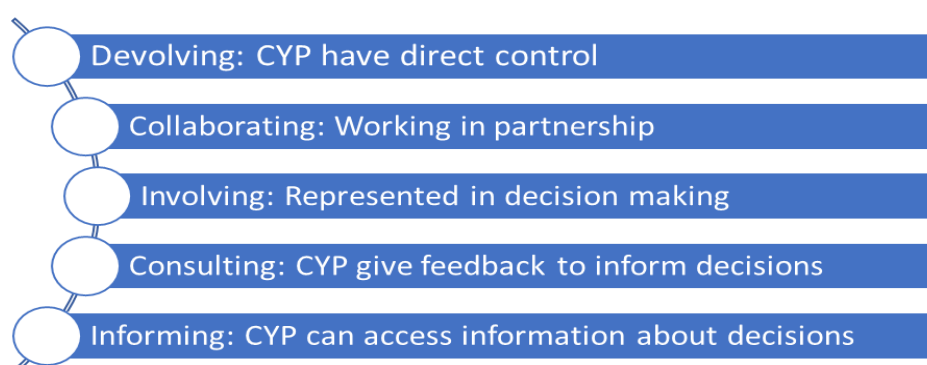 Devolving: CYP have direct control
Collaborating: Working in partnership
Involving: Represented in decision making
Consulting: CYP give feedback to inform decisions
Informing: CYP can access information about decisions